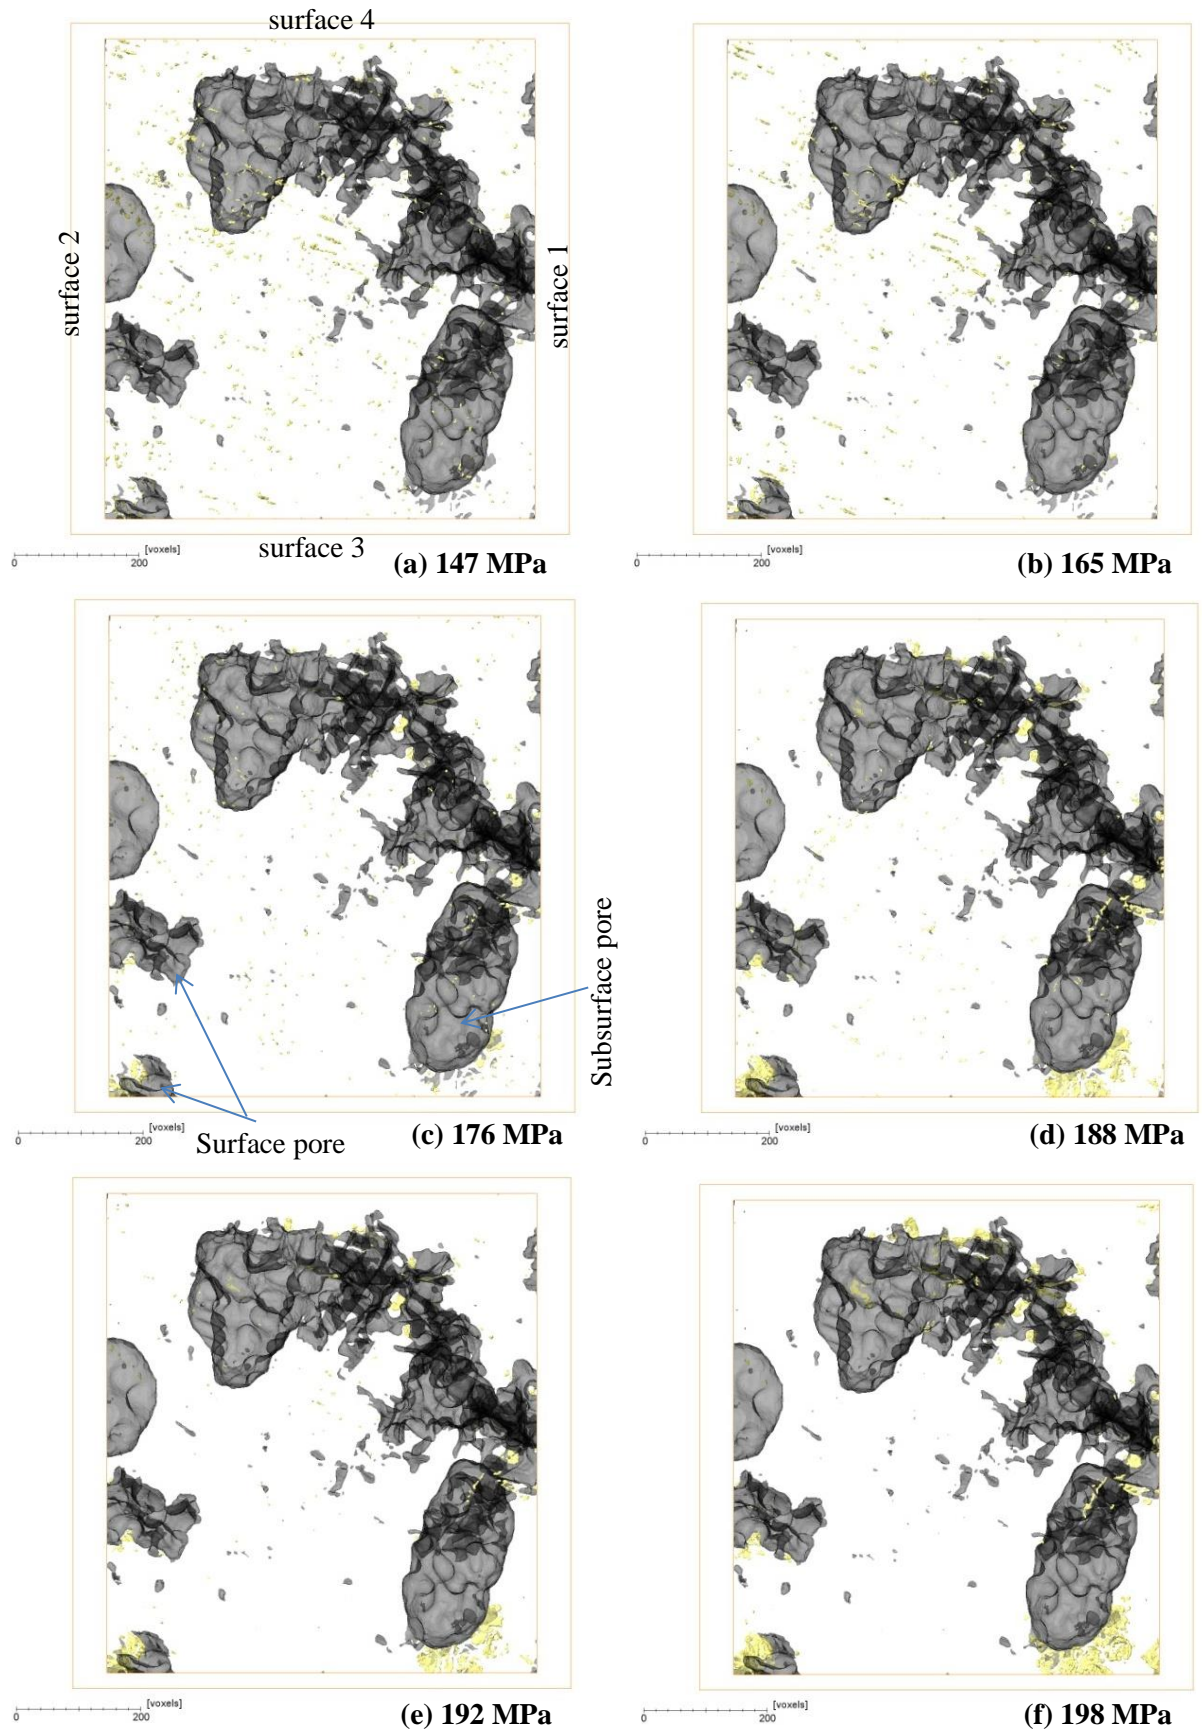 surface 4
surface 2
surface 1
surface 3
[voxels]
0 200
(a) 147 MPa
[voxels]
0 200
(b) 165 MPa
Subsurface pore
[voxels]
0 200
Surface pore
(c) 176 MPa
[voxels]
0 200
(d) 188 MPa
[voxels]
0 200
(e) 192 MPa
[voxels]
0 200
(f) 198 MPa